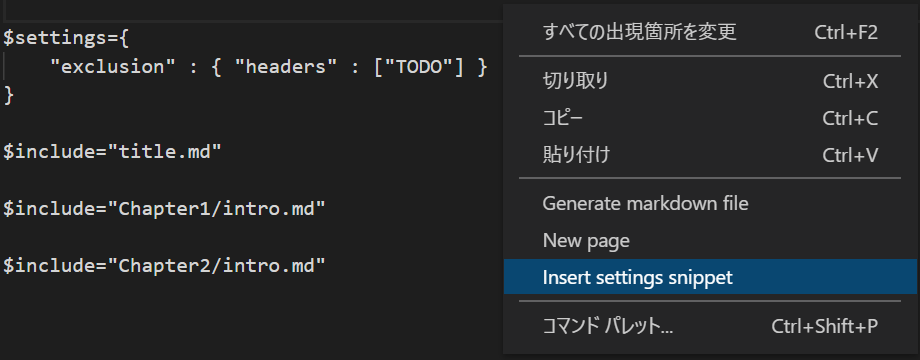 $settings={
    "exclusion" : { "headers" : ["TODO"] }
}
$include="title.md"
$include="Chapter1/intro.md"
$include="Chapter2/intro.md"
すべての出現箇所を変更 Ctrl+F2
切り取り Ctrl+X
コピー Ctrl+C
貼り付け Ctrl+V
Generate markdown file
New page
Insert settings snippet
コマンド パレット... Ctrl+Shift+P